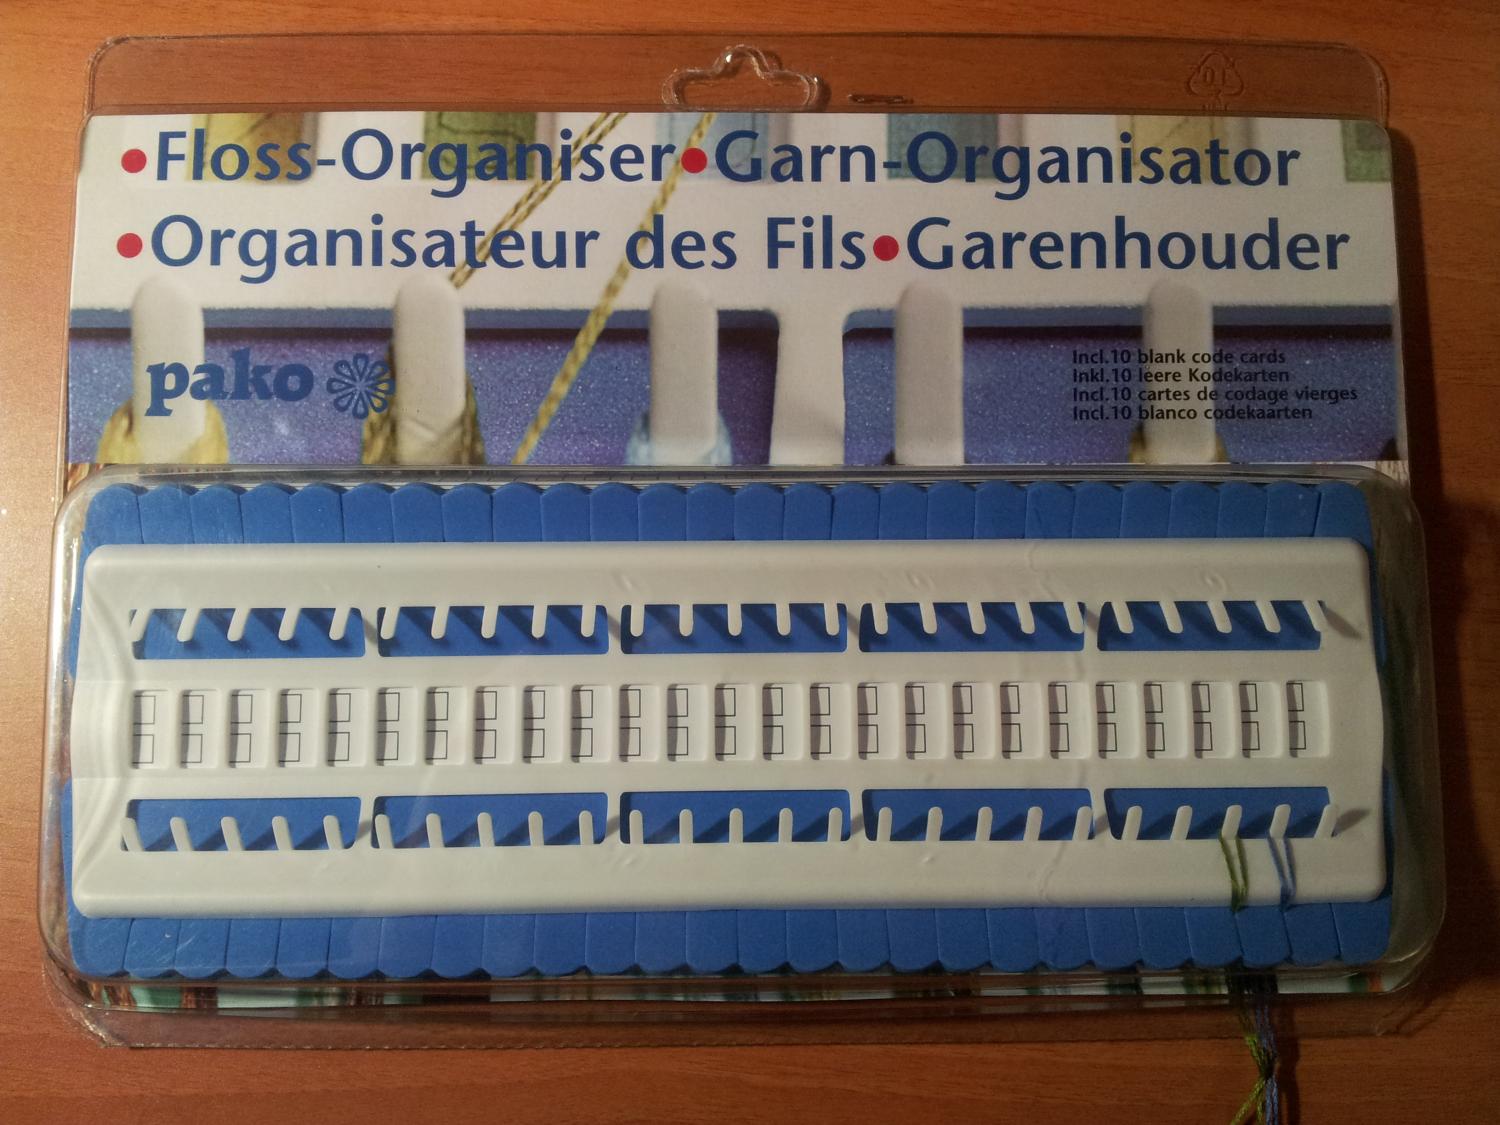 •Floss-Organiser•Garn-Organisator
•Organisateur des Fils•Garenhouder
pako
Incl.10 blank code cards
Inkl.10 leere Kodekarten
Incl.10 cartes de codage vierges
Incl.10 blanco codekaarten